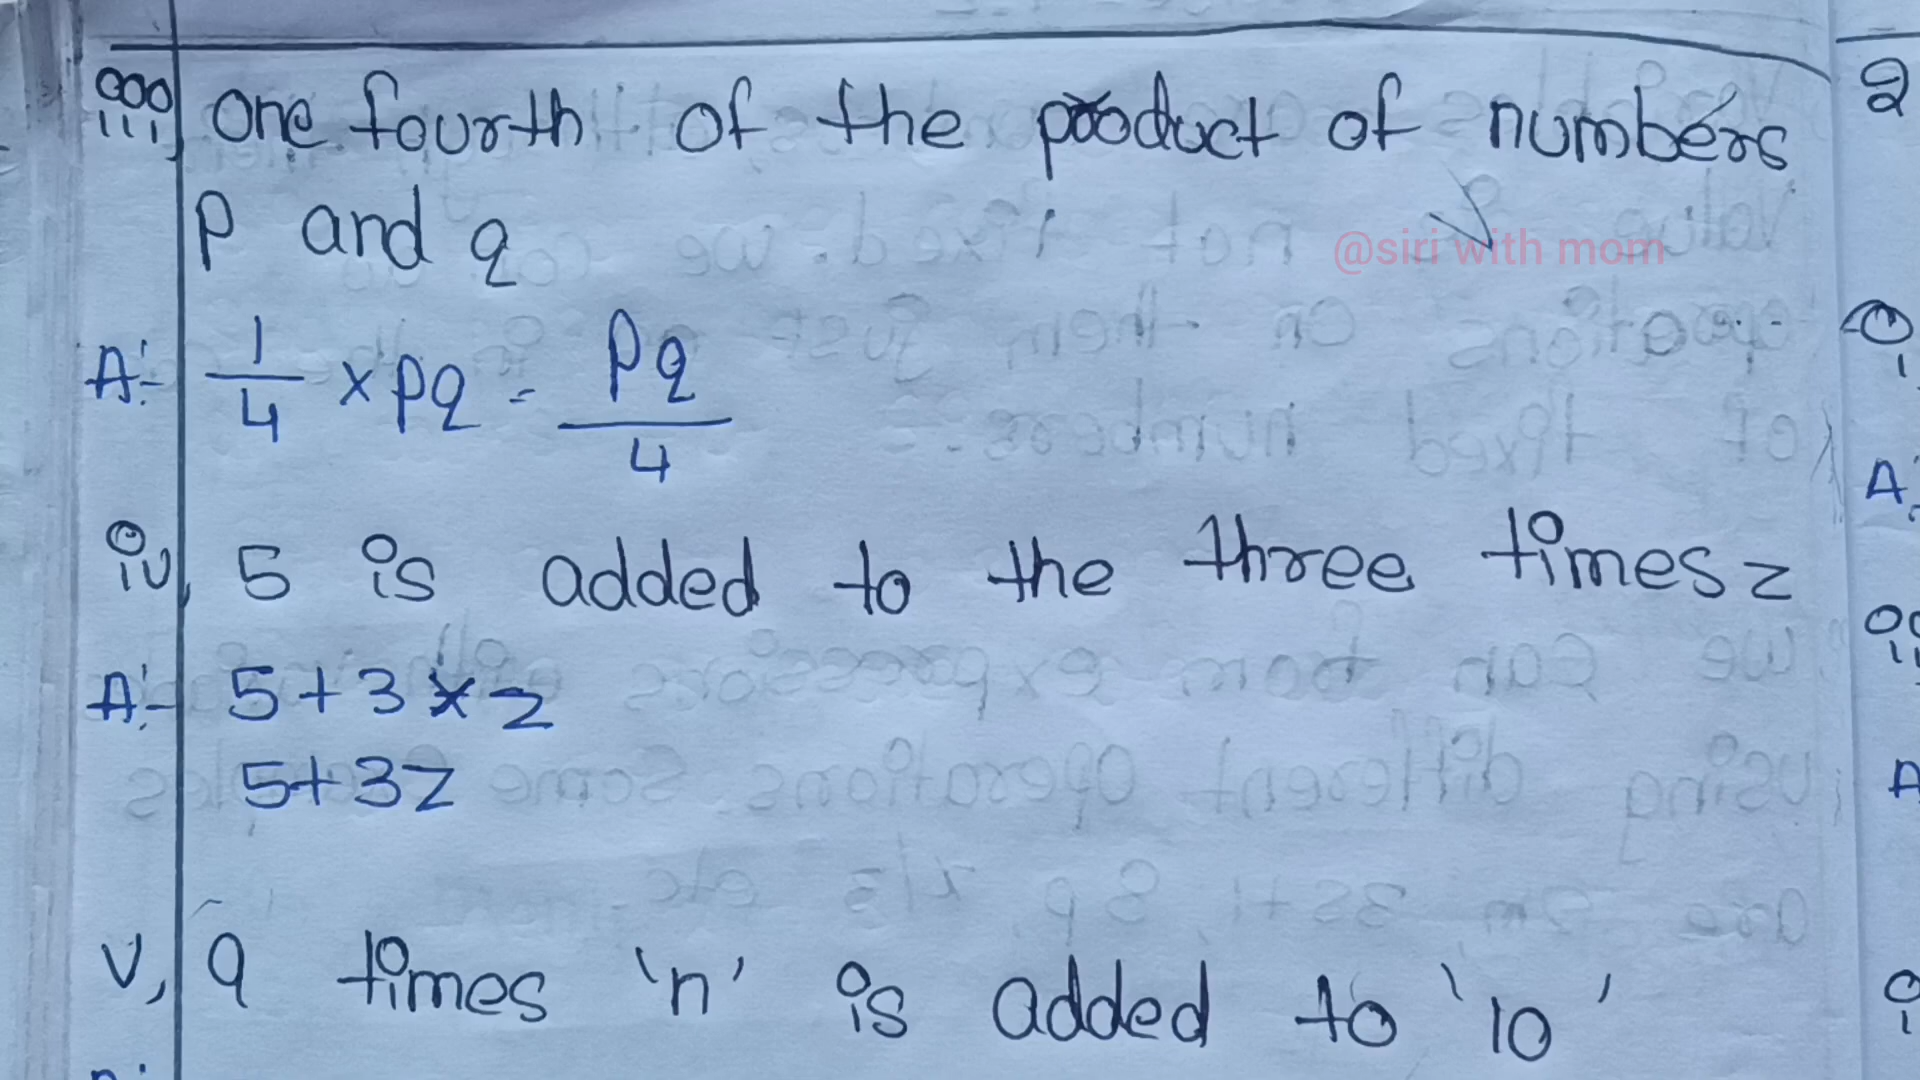 iii, One fourth of the product of numbers
p and q
@siri with mom
A:- 1/4 × pq = pq/4
iv, 5 is added to the three times z
A:- 5+3×z
5+3z
v, 9 times 'n' is added to '10'
2
A
A